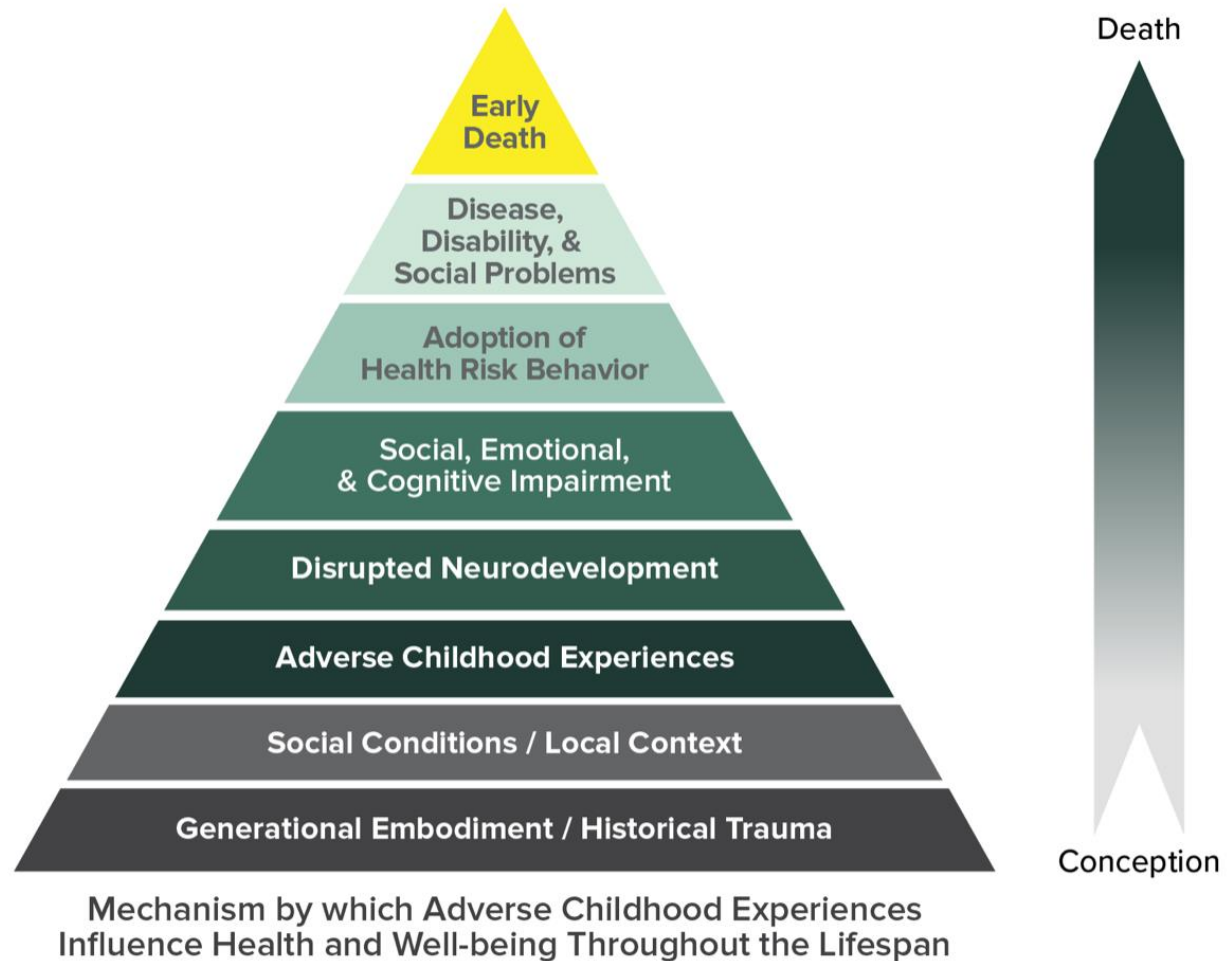 Death
Early
Death
Disease,
Disability, &
Social Problems
Adoption of
Health Risk Behavior
Social, Emotional,
& Cognitive Impairment
Disrupted Neurodevelopment
Adverse Childhood Experiences
Social Conditions / Local Context
Generational Embodiment / Historical Trauma
Conception
Mechanism by which Adverse Childhood Experiences
Influence Health and Well-being Throughout the Lifespan